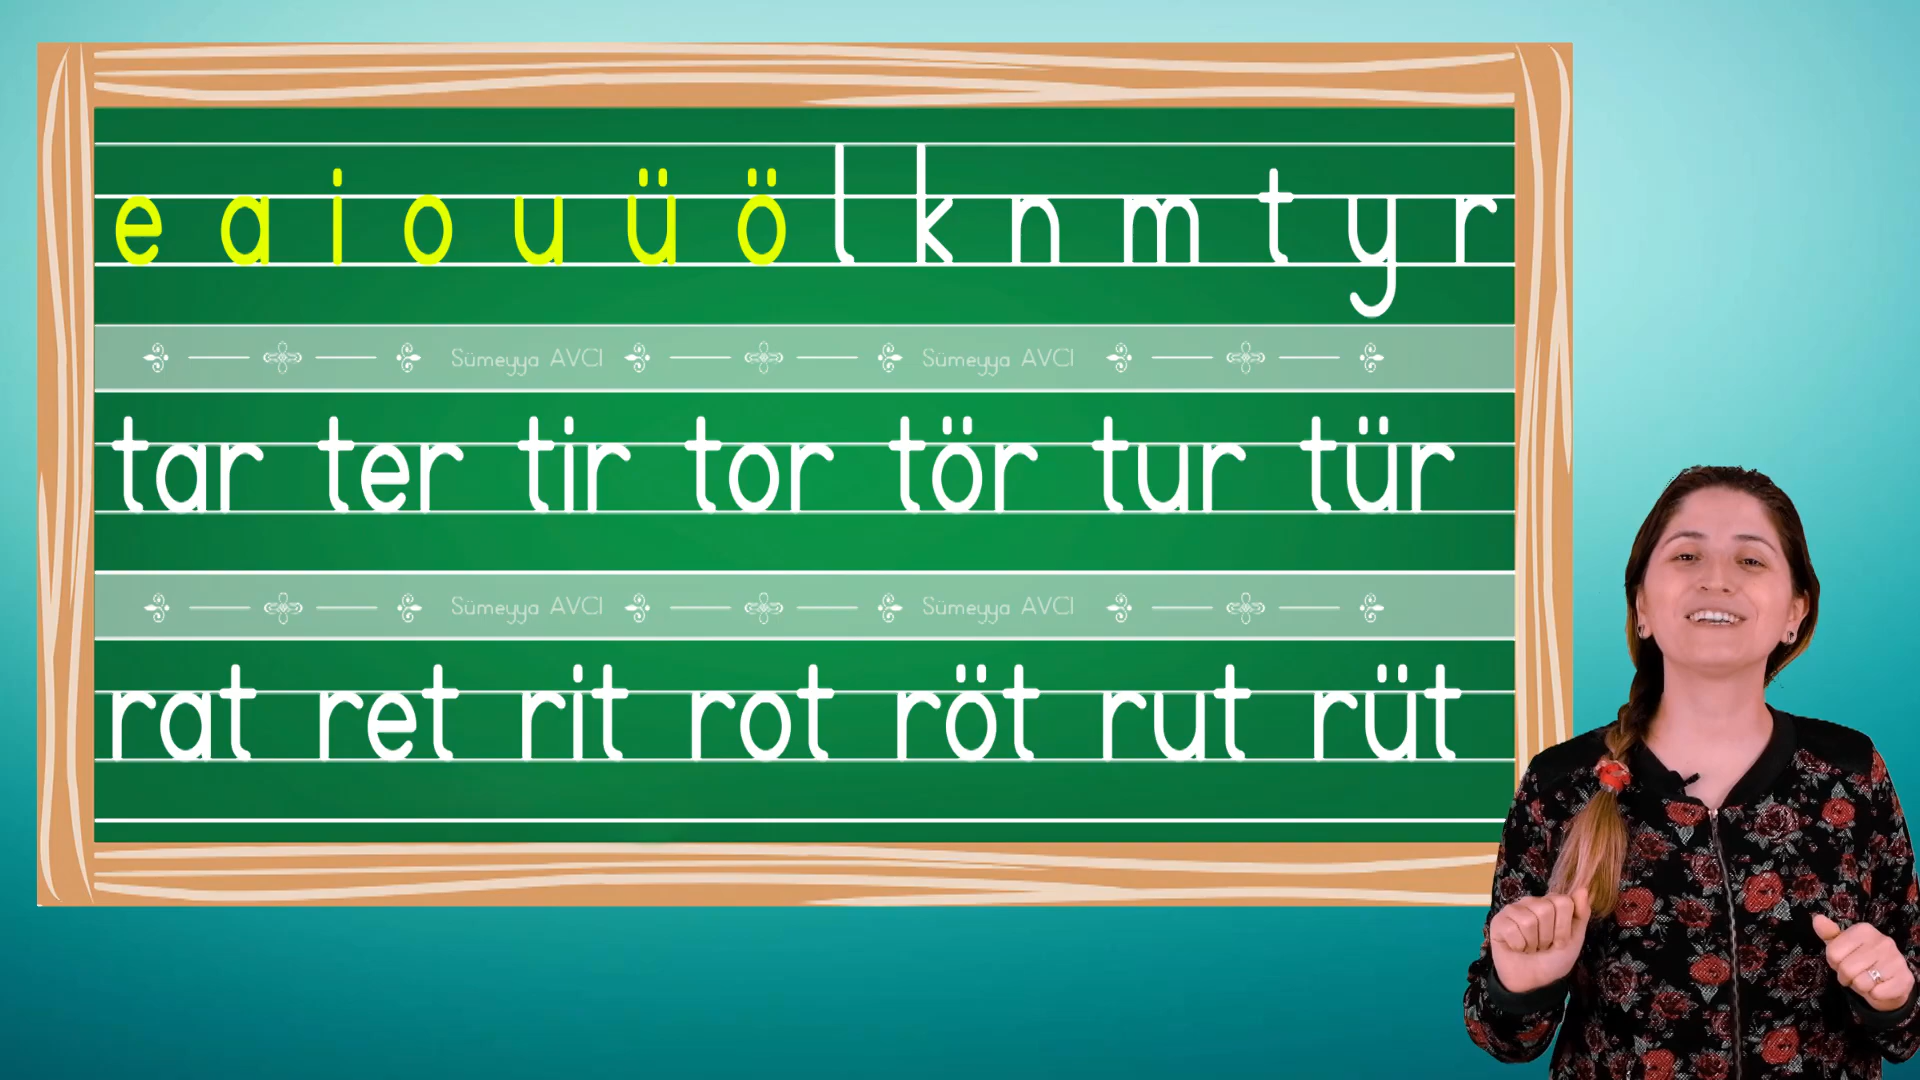 e a i o u ü ö l k n m t y r
Sümeyya AVCI Sümeyya AVCI
tar ter tir tor tör tur tür
Sümeyya AVCI Sümeyya AVCI
rat ret rit rot röt rut rüt